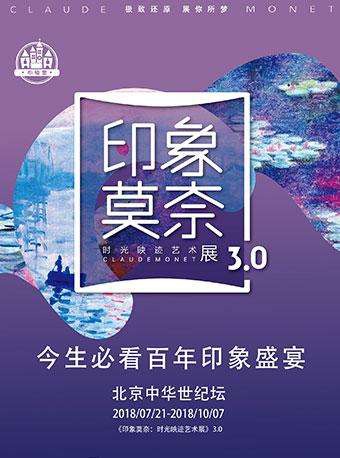 CLAUDE 极致还原 展你所梦 MONET
印象
莫奈
时光映迹艺术展 3.0
CLAUDEMONET
今生必看百年印象盛宴
北京中华世纪坛
2018/07/21-2018/10/07
《印象莫奈:时光映迹艺术展》3.0